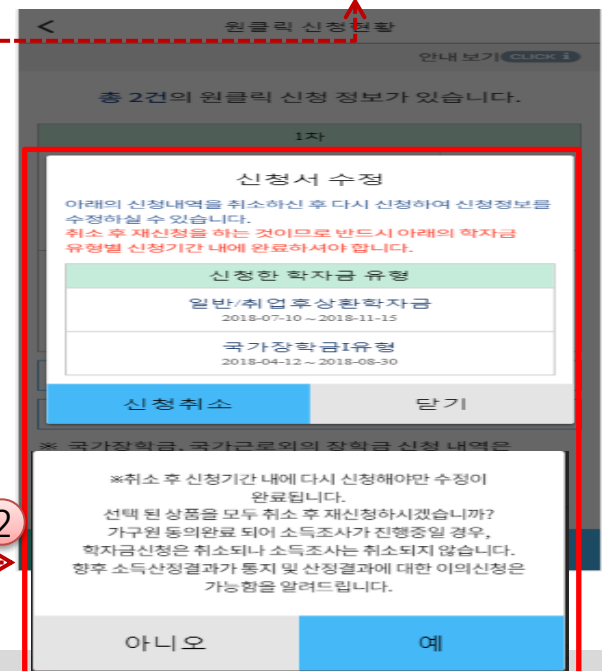 <
원클릭 신청현황
안내 보기 CLICK i
총 2건의 원클릭 신청 정보가 있습니다.
1차
신청서 수정
아래의 신청내역을 취소하신 후 다시 신청하여 신청정보를
수정하실 수 있습니다.
취소 후 재신청을 하는 것이므로 반드시 아래의 학자금
유형별 신청기간 내에 완료하셔야 합니다.
신청한 학자금 유형
일반/취업후상환학자금
2018-07-10 ~ 2018-11-15
국가장학금I유형
2018-04-12 ~ 2018-08-30
신청취소 닫기
※ 국가장학금, 국가근로외의 장학금 신청 내역은
2
※취소 후 신청기간 내에 다시 신청해야만 수정이
완료됩니다.
선택 된 상품을 모두 취소 후 재신청하시겠습니까?
가구원 동의완료 되어 소득조사가 진행중일 경우,
학자금신청은 취소되나 소득조사는 취소되지 않습니다.
향후 소득산정결과가 통지 및 산정결과에 대한 이의신청은
가능함을 알려드립니다.
아니오 예